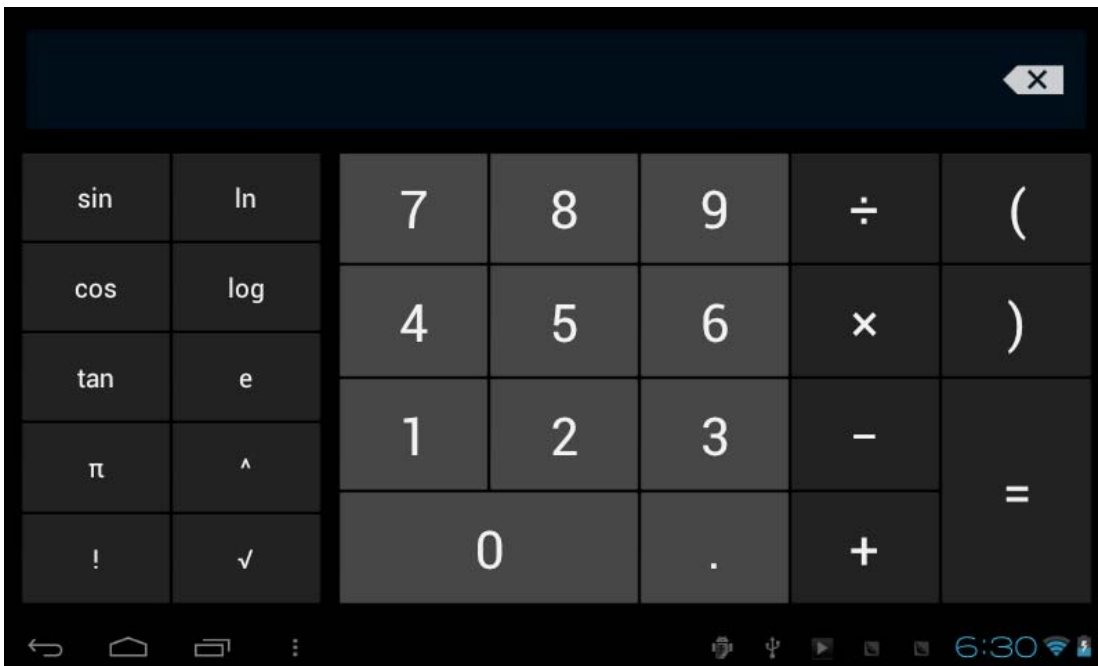 sin ln 7 8 9 ÷ (
cos log 4 5 6 × )
tan e 1 2 3 −
π ^ =
! √ 0 . +
6:30